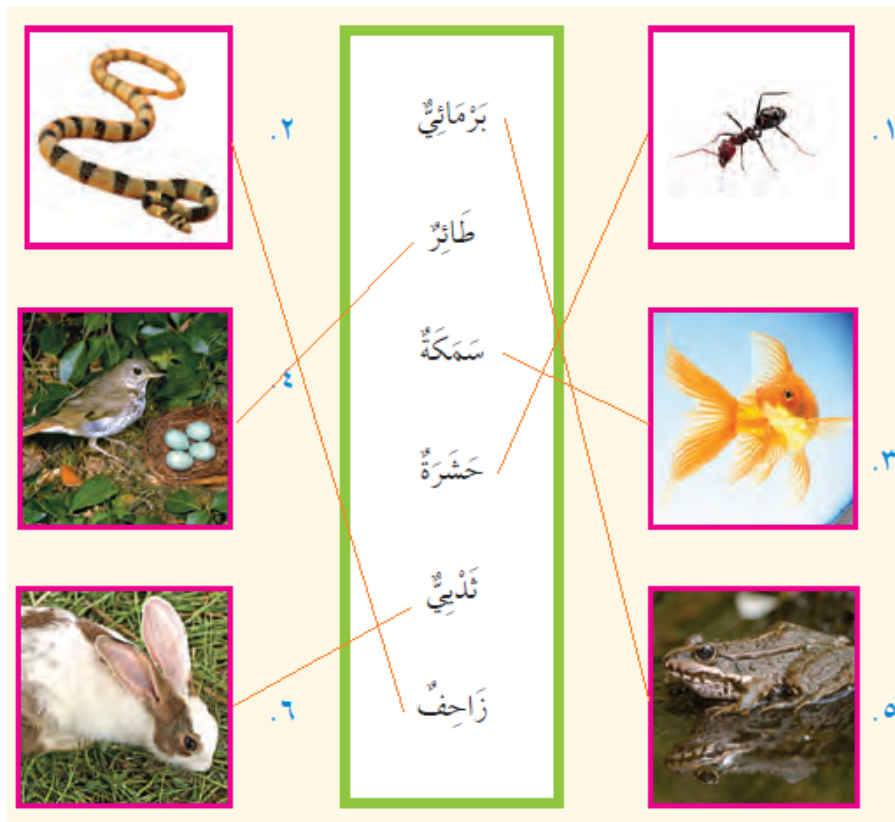 ١.
٢.
٣.
٤.
٥.
٦.
بَرْمَائِيٌّ
طَائِرٌ
سَمَكَةٌ
حَشَرَةٌ
ثَدْيِيٌّ
زَاحِفٌ